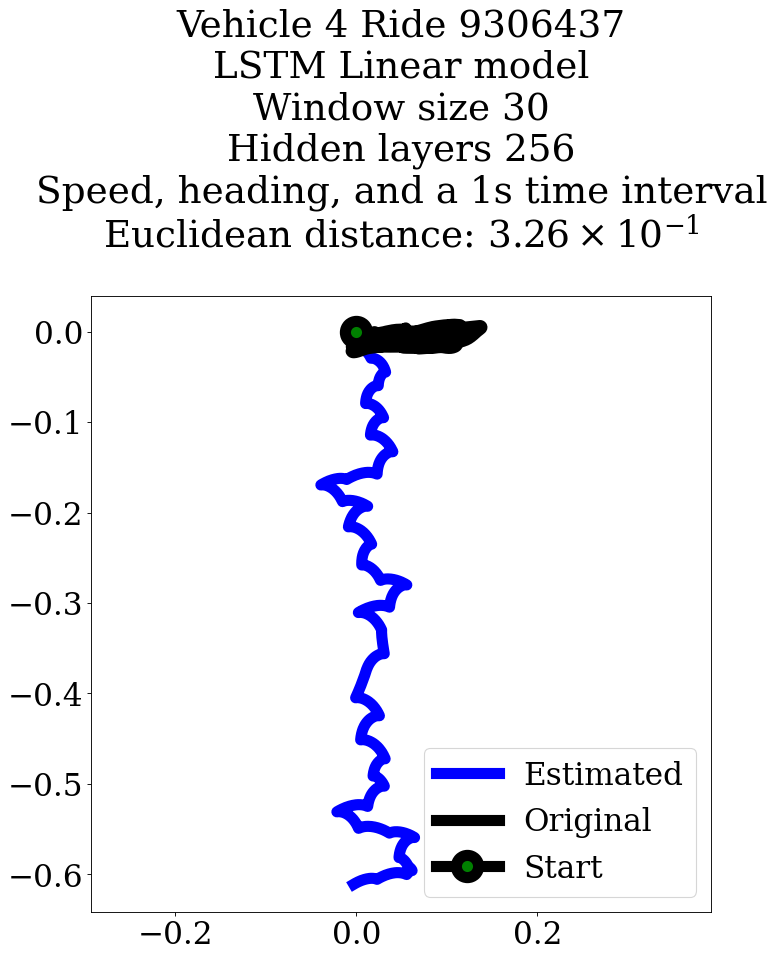 Vehicle 4 Ride 9306437
LSTM Linear model
Window size 30
Hidden layers 256
Speed, heading, and a 1s time interval
Euclidean distance: 3.26 × 10⁻¹
0.0
−0.1
−0.2
−0.3
−0.4
−0.5
−0.6
Estimated
Original
Start
−0.2
0.0
0.2